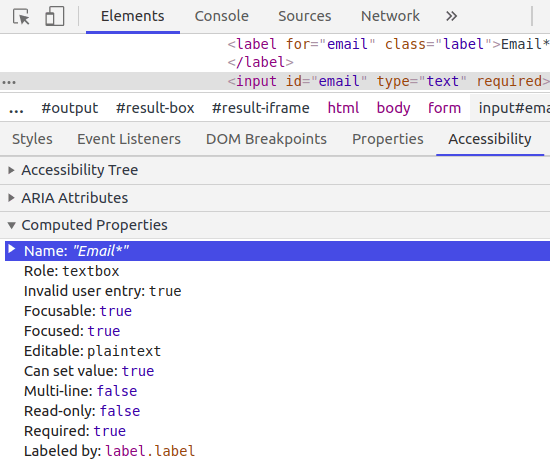 Elements Console Sources Network »
<label for="email" class="label">Email*
</label>
… <input id="email" type="text" required>
… #output #result-box #result-iframe html body form input#ema
Styles Event Listeners DOM Breakpoints Properties Accessibility
Accessibility Tree
ARIA Attributes
Computed Properties
Name: "Email*"
Role: textbox
Invalid user entry: true
Focusable: true
Focused: true
Editable: plaintext
Can set value: true
Multi-line: false
Read-only: false
Required: true
Labeled by: label.label